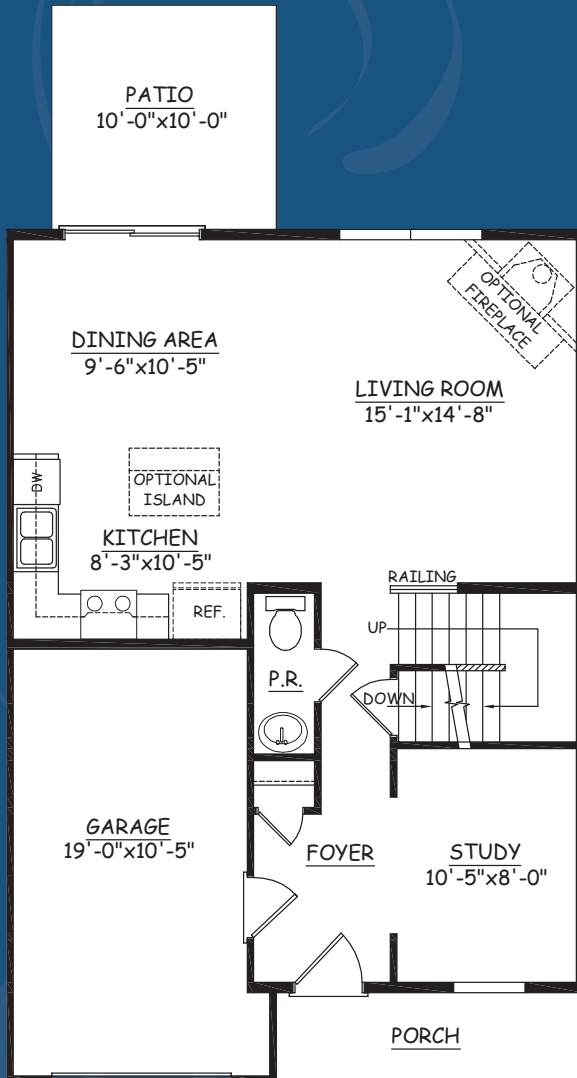 PATIO
10'-0"x10'-0"
OPTIONAL
FIREPLACE
DINING AREA
9'-6"x10'-5"
LIVING ROOM
15'-1"x14'-8"
DW
OPTIONAL
ISLAND
KITCHEN
8'-3"x10'-5"
REF.
RAILING
UP
P.R.
DOWN
GARAGE
19'-0"x10'-5"
FOYER
STUDY
10'-5"x8'-0"
PORCH